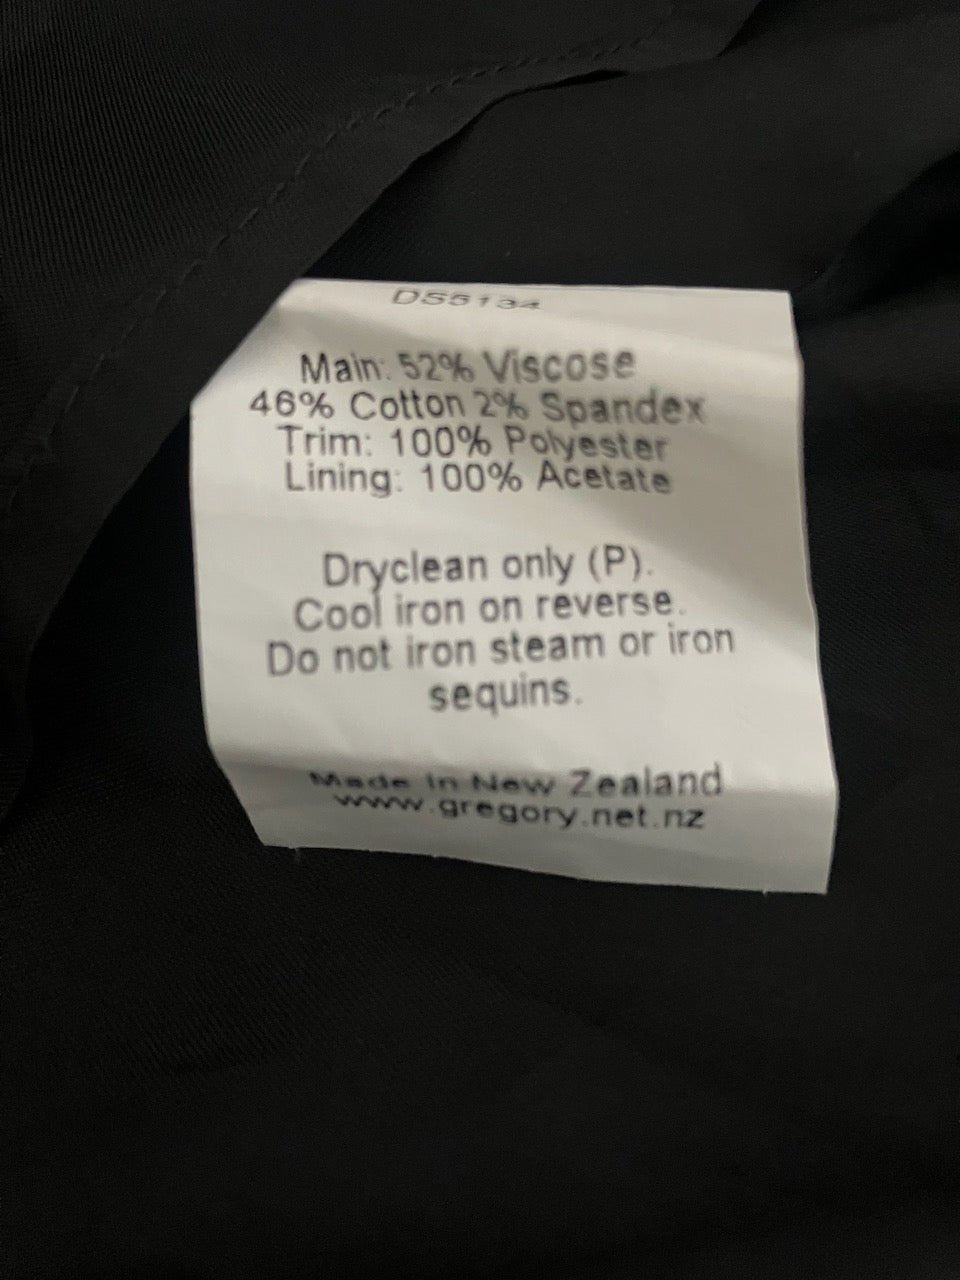 DS5134
Main: 52% Viscose
46% Cotton 2% Spandex
Trim: 100% Polyester
Lining: 100% Acetate
Dryclean only (P).
Cool iron on reverse.
Do not iron steam or iron
sequins.
Made In New Zealand
www.gregory.net.nz